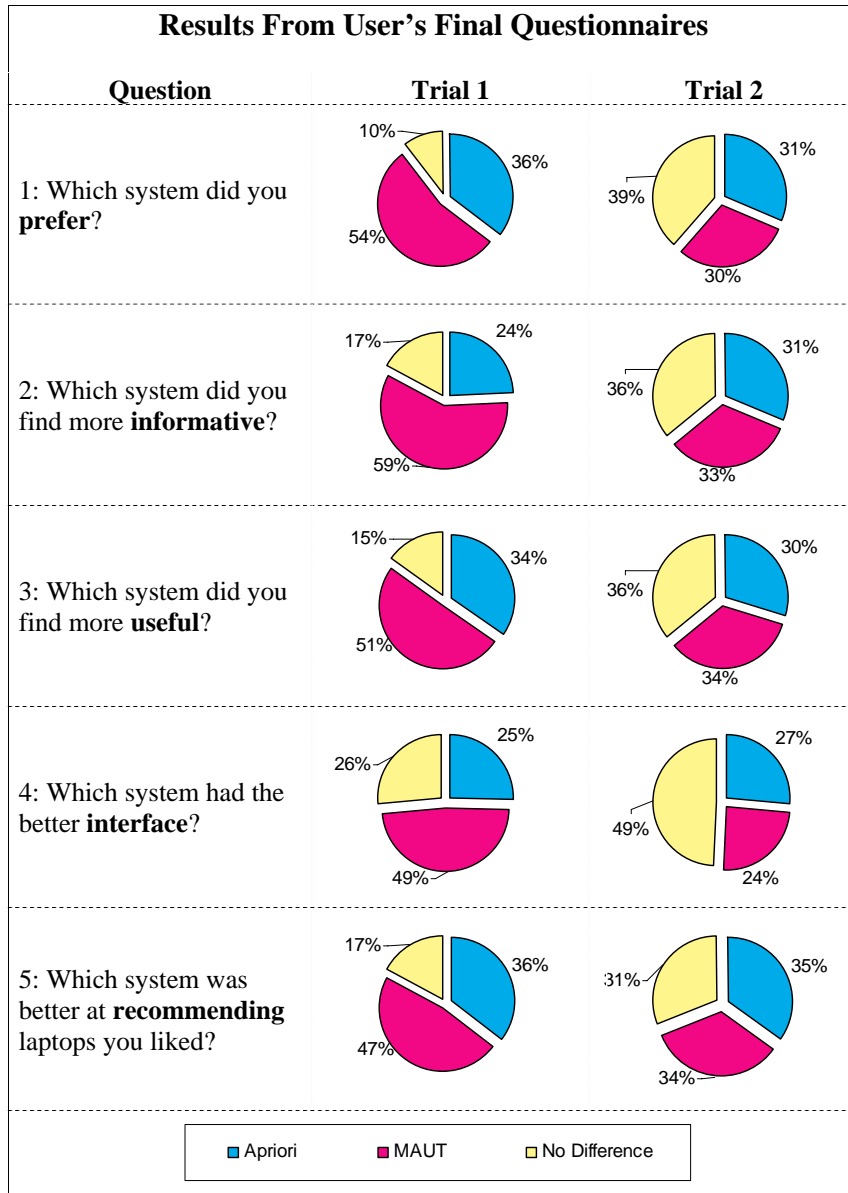 Results From User's Final Questionnaires
Question Trial 1 Trial 2
1: Which system did you
prefer?
10%
36%
54%
31%
39%
30%
2: Which system did you
find more informative?
17%
24%
59%
31%
36%
33%
3: Which system did you
find more useful?
15%
34%
51%
30%
36%
34%
4: Which system had the
better interface?
26%
25%
49%
27%
49%
24%
5: Which system was
better at recommending
laptops you liked?
17%
36%
47%
35%
31%
34%
Apriori MAUT No Difference